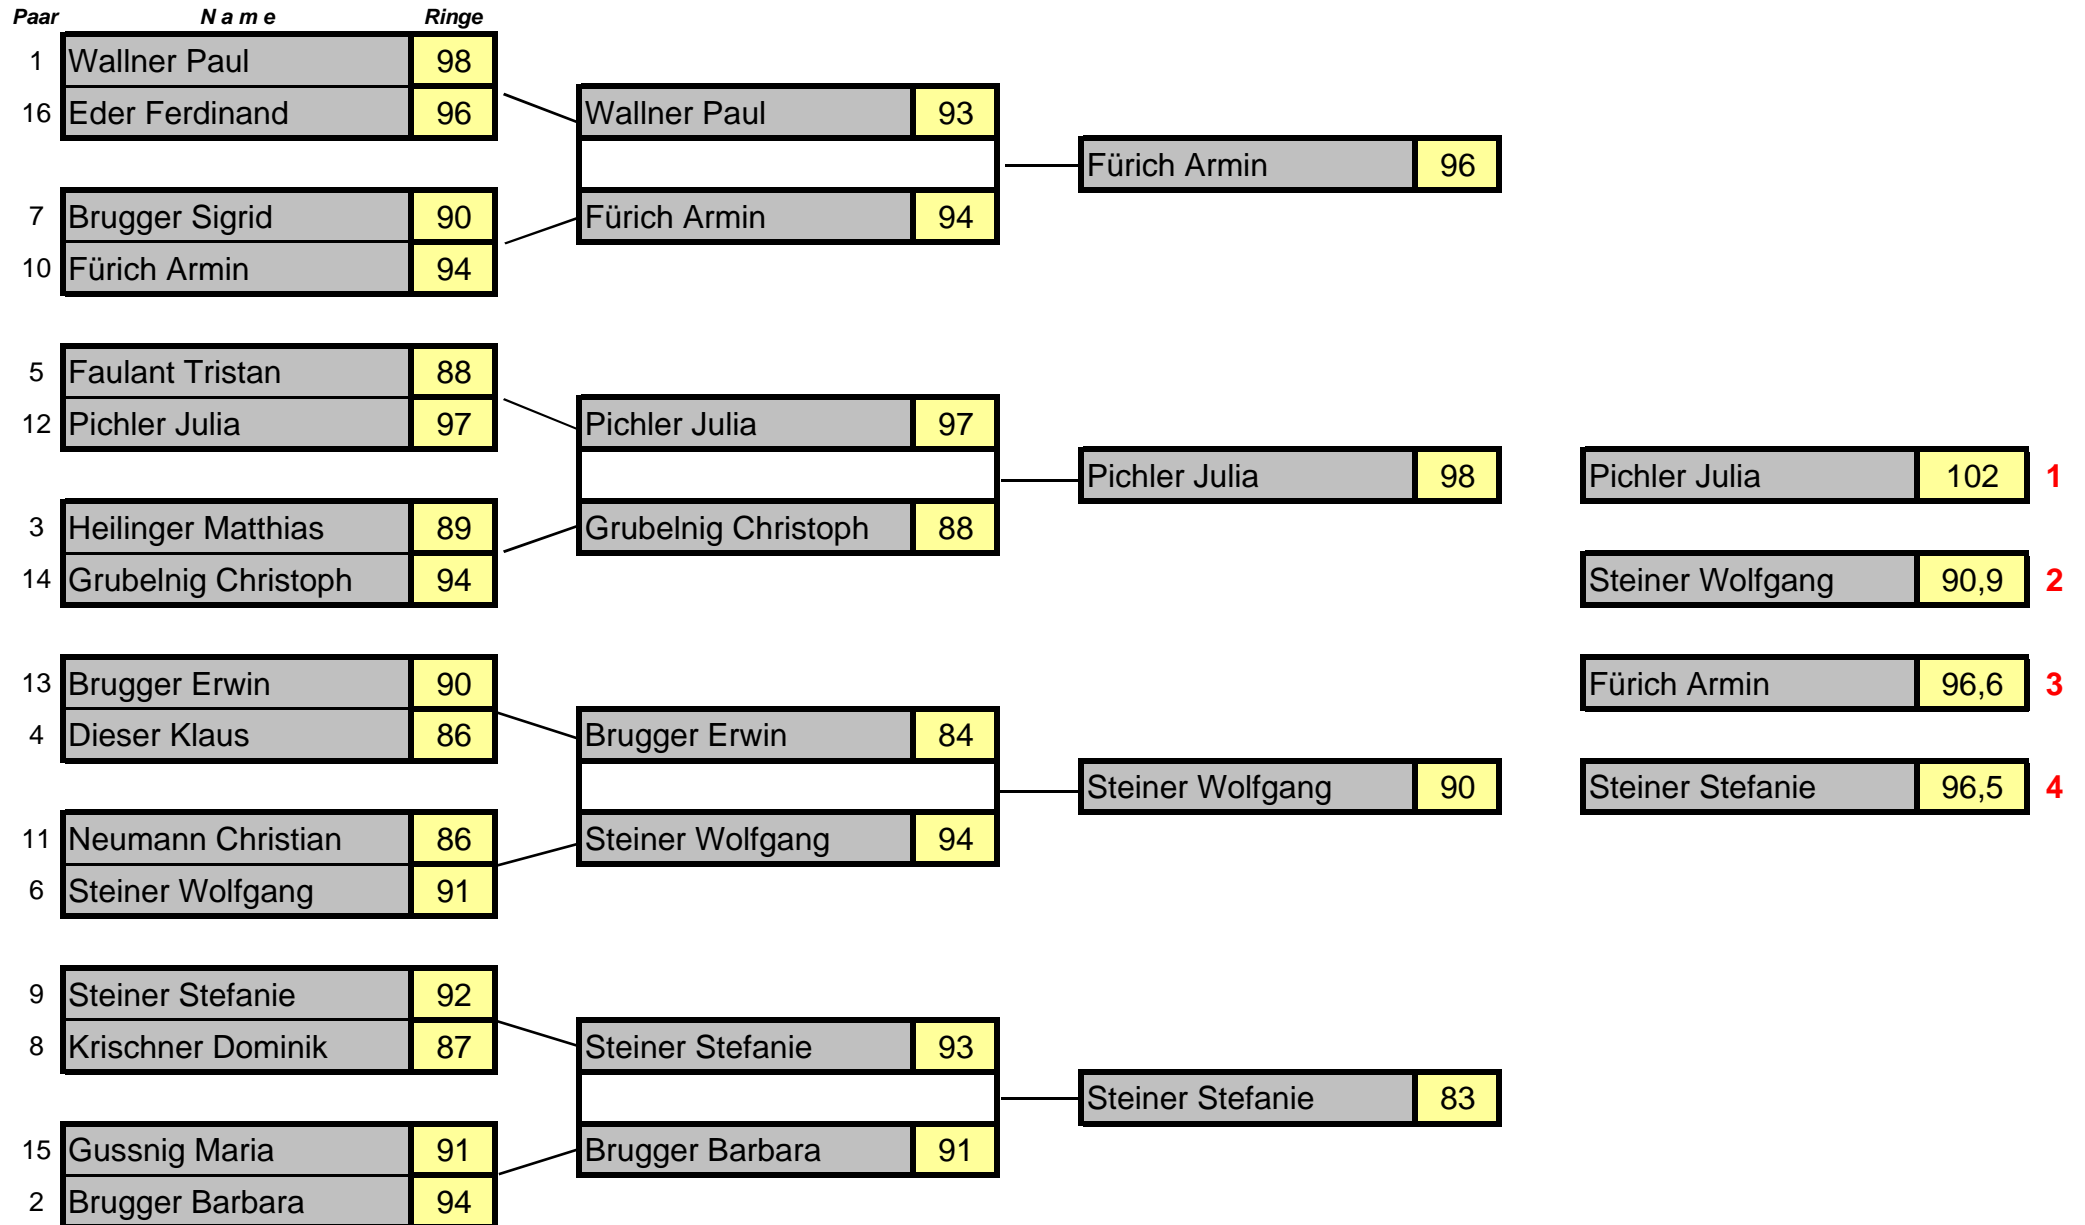 Paar N a m e Ringe
1 Wallner Paul 98
16 Eder Ferdinand 96 Wallner Paul 93
Fürich Armin 96
7 Brugger Sigrid 90 Fürich Armin 94
10 Fürich Armin 94
5 Faulant Tristan 88
12 Pichler Julia 97 Pichler Julia 97
Pichler Julia 98 Pichler Julia 102 1
3 Heilinger Matthias 89 Grubelnig Christoph 88
14 Grubelnig Christoph 94 Steiner Wolfgang 90,9 2
13 Brugger Erwin 90 Fürich Armin 96,6 3
4 Dieser Klaus 86 Brugger Erwin 84
Steiner Wolfgang 90 Steiner Stefanie 96,5 4
11 Neumann Christian 86 Steiner Wolfgang 94
6 Steiner Wolfgang 91
9 Steiner Stefanie 92
8 Krischner Dominik 87 Steiner Stefanie 93
Steiner Stefanie 83
15 Gussnig Maria 91 Brugger Barbara 91
2 Brugger Barbara 94